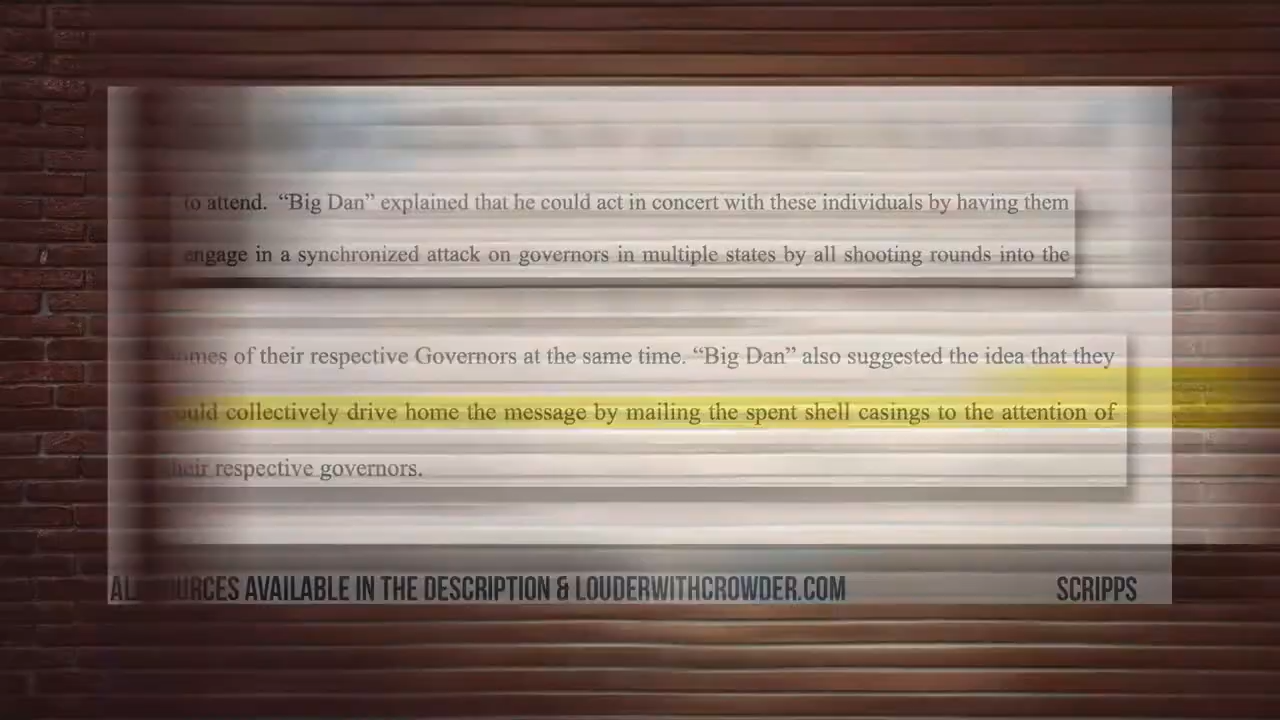 to attend. “Big Dan” explained that he could act in concert with these individuals by having them
engage in a synchronized attack on governors in multiple states by all shooting rounds into the
of their respective Governors at the same time. “Big Dan” also suggested the idea that they
collectively drive home the message by mailing the spent shell casings to the attention of
their respective governors.
AVAILABLE IN THE DESCRIPTION & LOUDERWITHCROWDER.COM
SCRIPPS